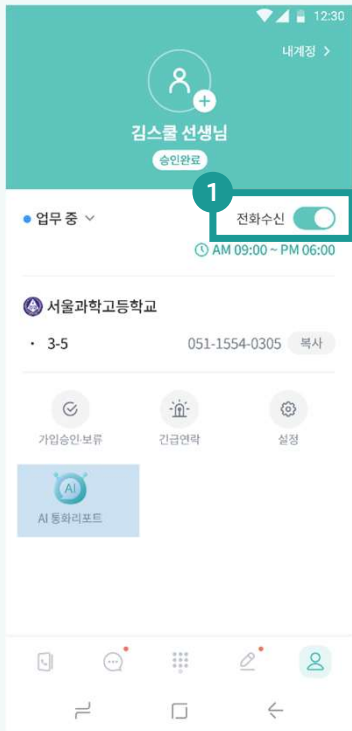 12:30
내계정 >
김스쿨 선생님
승인완료
1
업무 중
전화수신
AM 09:00 ~ PM 06:00
서울과학고등학교
· 3-5 051-1554-0305 복사
가입승인·보류 긴급연락 설정
AI
AI 통화리포트